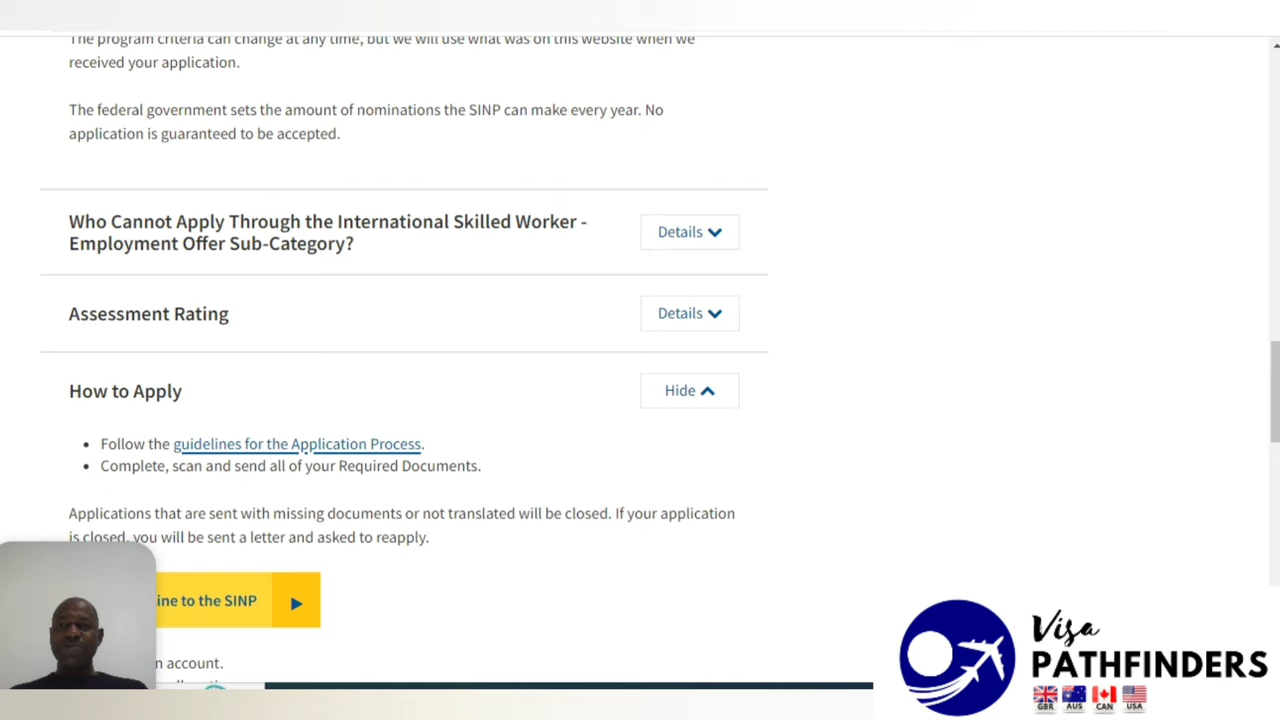 The program criteria can change at any time, but we will use what was on this website when we
received your application.
The federal government sets the amount of nominations the SINP can make every year. No
application is guaranteed to be accepted.
Who Cannot Apply Through the International Skilled Worker -
Employment Offer Sub-Category?
Details
Assessment Rating
Details
How to Apply
Hide
Follow the guidelines for the Application Process.
Complete, scan and send all of your Required Documents.
Applications that are sent with missing documents or not translated will be closed. If your application
is closed, you will be sent a letter and asked to reapply.
ine to the SINP
n account.
Visa
PATHFINDERS
GBR AUS CAN USA